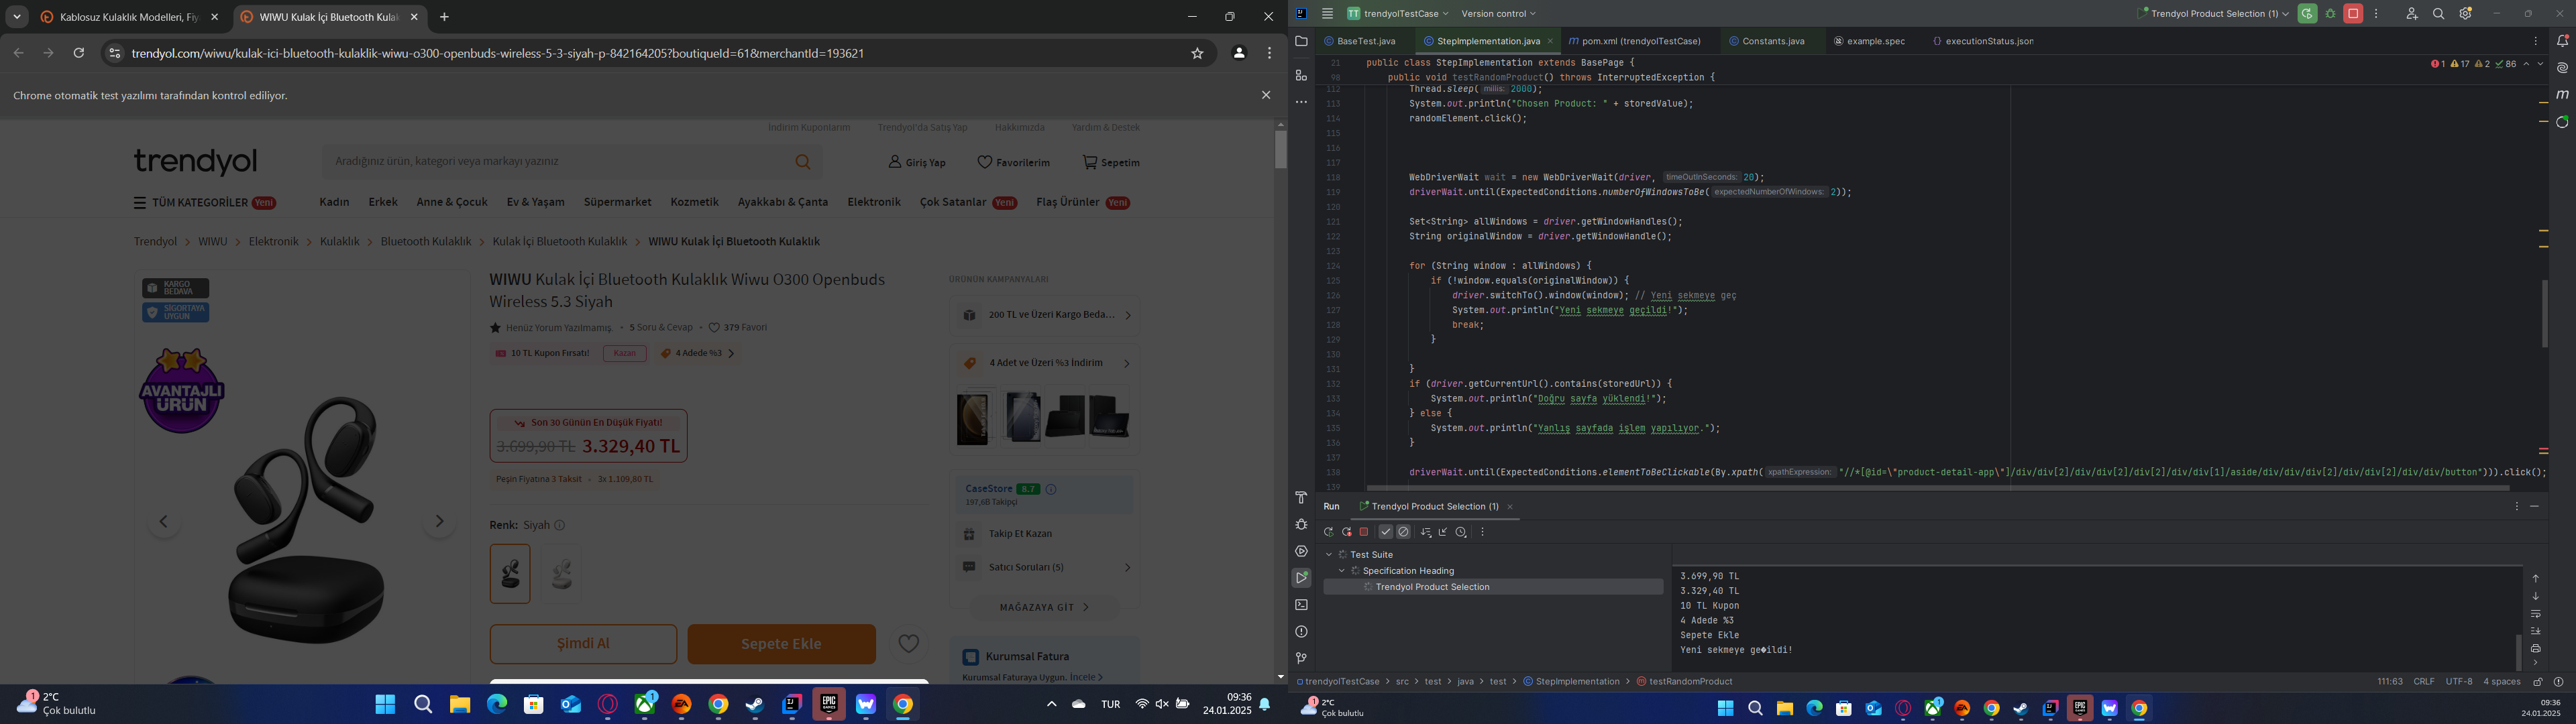 Kablosuz Kulaklık Modelleri, Fiy
WIWU Kulak İçi Bluetooth Kulak
trendyol.com/wiwu/kulak-ici-bluetooth-kulaklik-wiwu-o300-openbuds-wireless-5-3-siyah-p-842164205?boutiqueId=61&merchantId=193621
Chrome otomatik test yazılımı tarafından kontrol ediliyor.
İndirim Kuponlarım Trendyol'da Satış Yap Hakkımızda Yardım & Destek
trendyol
Aradığınız ürün, kategori veya markayı yazınız
Giriş Yap Favorilerim Sepetim
TÜM KATEGORİLER Yeni Kadın Erkek Anne & Çocuk Ev & Yaşam Süpermarket Kozmetik Ayakkabı & Çanta Elektronik Çok Satanlar Yeni Flaş Ürünler Yeni
Trendyol > WIWU > Elektronik > Kulaklık > Bluetooth Kulaklık > Kulak İçi Bluetooth Kulaklık > WIWU Kulak İçi Bluetooth Kulaklık
KARGO
BEDAVA
SİGORTAYA
UYGUN
AVANTAJLI
ÜRÜN
WIWU Kulak İçi Bluetooth Kulaklık Wiwu O300 Openbuds
Wireless 5.3 Siyah
Henüz Yorum Yazılmamış. • 5 Soru & Cevap • 379 Favori
10 TL Kupon Fırsatı! Kazan 4 Adede %3
Son 30 Günün En Düşük Fiyatı!
3.699,90 TL 3.329,40 TL
Peşin Fiyatına 3 Taksit • 3x 1.109,80 TL
Renk: Siyah
Şimdi Al
Sepete Ekle
ÜRÜNÜN KAMPANYALARI
200 TL ve Üzeri Kargo Beda...
4 Adet ve Üzeri %3 İndirim
CaseStore 8.7
197,6B Takipçi
Takip Et Kazan
Satıcı Soruları (5)
MAĞAZAYA GİT
Kurumsal Fatura
Kurumsal Faturaya Uygun. İncele
1
2°C
Çok bulutlu
EPIC
GAMES
1
TUR
09:36
24.01.2025
TT trendyolTestCase Version control
Trendyol Product Selection (1)
BaseTest.java StepImplementation.java pom.xml (trendyolTestCase) Constants.java example.spec executionStatus.json
21 public class StepImplementation extends BasePage {
1 17 2 86
98 public void testRandomProduct() throws InterruptedException {
112 Thread.sleep( millis: 2000);
113 System.out.println("Chosen Product: " + storedValue);
114 randomElement.click();
115
116
117
118 WebDriverWait wait = new WebDriverWait(driver, timeOutInSeconds: 20);
119 driverWait.until(ExpectedConditions.numberOfWindowsToBe( expectedNumberOfWindows: 2));
120
121 Set<String> allWindows = driver.getWindowHandles();
122 String originalWindow = driver.getWindowHandle();
123
124 for (String window : allWindows) {
125 if (!window.equals(originalWindow)) {
126 driver.switchTo().window(window); // Yeni sekmeye geç
127 System.out.println("Yeni sekmeye geçildi!");
128 break;
129 }
130
131 }
132 if (driver.getCurrentUrl().contains(storedUrl)) {
133 System.out.println("Doğru sayfa yüklendi!");
134 } else {
135 System.out.println("Yanlış sayfada işlem yapılıyor.");
136 }
137
138 driverWait.until(ExpectedConditions.elementToBeClickable(By.xpath( xpathExpression: "//*[@id=\"product-detail-app\"]/div/div[2]/div/div[2]/div[2]/div/div[1]/aside/div/div/div[2]/div/div[2]/div/div/button"))).click();
139
Run Trendyol Product Selection (1)
Test Suite
Specification Heading
Trendyol Product Selection
3.699,90 TL
3.329,40 TL
10 TL Kupon
4 Adede %3
Sepete Ekle
Yeni sekmeye ge�ildi!
trendyolTestCase > src > test > java > test > StepImplementation > testRandomProduct
111:63 CRLF UTF-8 4 spaces
1
2°C
Çok bulutlu
09:36
24.01.2025